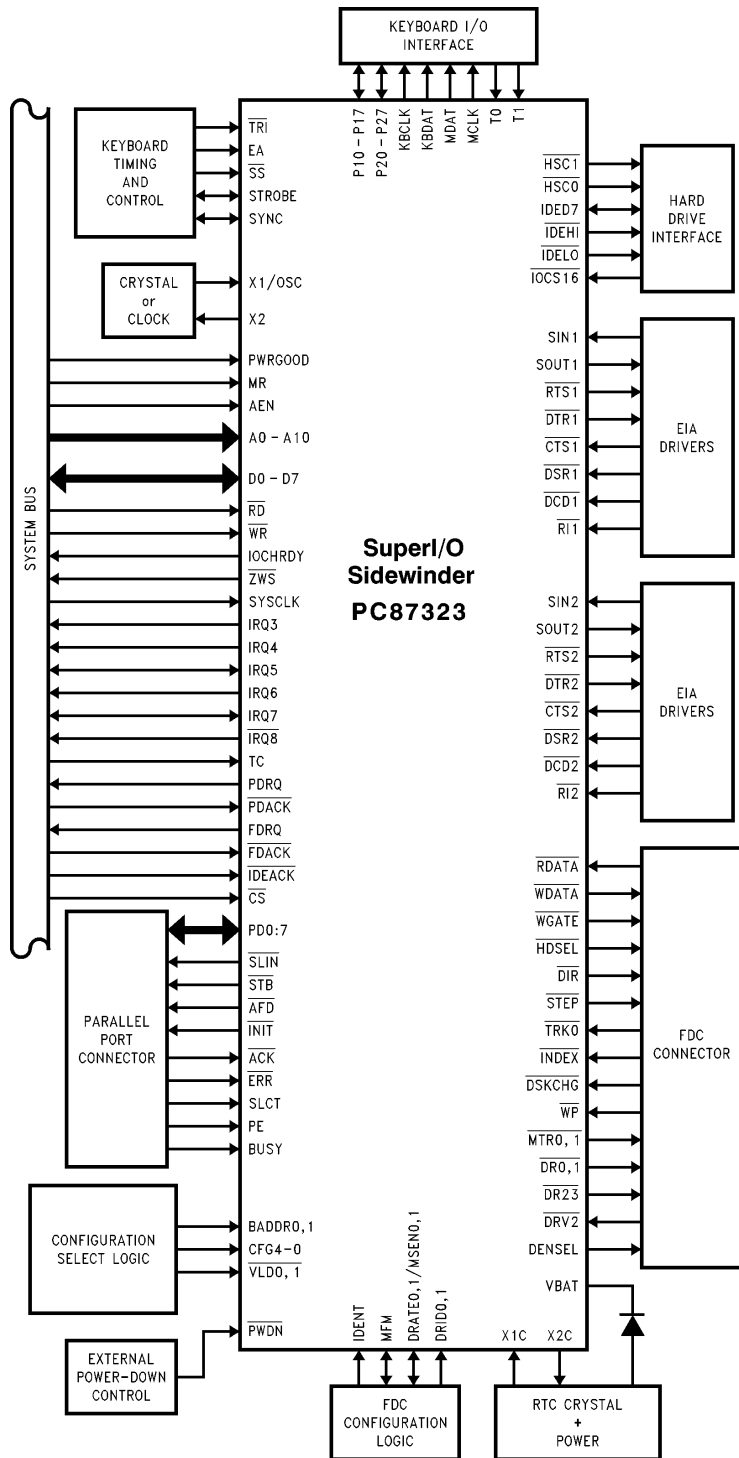 KEYBOARD I/O
INTERFACE
P10 - P17
P20 - P27
KBCLK
KBDAT
MDAT
MCLK
T0
T1
KEYBOARD
TIMING
AND
CONTROL
TRI
EA
SS
STROBE
SYNC
CRYSTAL
or
CLOCK
X1/OSC
X2
SYSTEM BUS
PWRGOOD
MR
AEN
A0 - A10
D0 - D7
RD
WR
IOCHRDY
ZWS
SYSCLK
IRQ3
IRQ4
IRQ5
IRQ6
IRQ7
IRQ8
TC
PDRQ
PDACK
FDRQ
FDACK
IDEACK
CS
PARALLEL
PORT
CONNECTOR
PD0:7
SLIN
STB
AFD
INIT
ACK
ERR
SLCT
PE
BUSY
CONFIGURATION
SELECT LOGIC
BADDR0,1
CFG4-0
VLD0,1
EXTERNAL
POWER-DOWN
CONTROL
PWDN
SuperI/O
Sidewinder
PC87323
HSC1
HSC0
IDED7
IDEHI
IDELO
IOCS16
HARD
DRIVE
INTERFACE
SIN1
SOUT1
RTS1
DTR1
CTS1
DSR1
DCD1
RI1
EIA
DRIVERS
SIN2
SOUT2
RTS2
DTR2
CTS2
DSR2
DCD2
RI2
EIA
DRIVERS
RDATA
WDATA
WGATE
HDSEL
DIR
STEP
TRK0
INDEX
DSKCHG
WP
MTR0,1
DR0,1
DR23
DRV2
DENSEL
FDC
CONNECTOR
VBAT
IDENT
MFM
DRATE0,1/MSEN0,1
DRID0,1
X1C
X2C
FDC
CONFIGURATION
LOGIC
RTC CRYSTAL
+
POWER